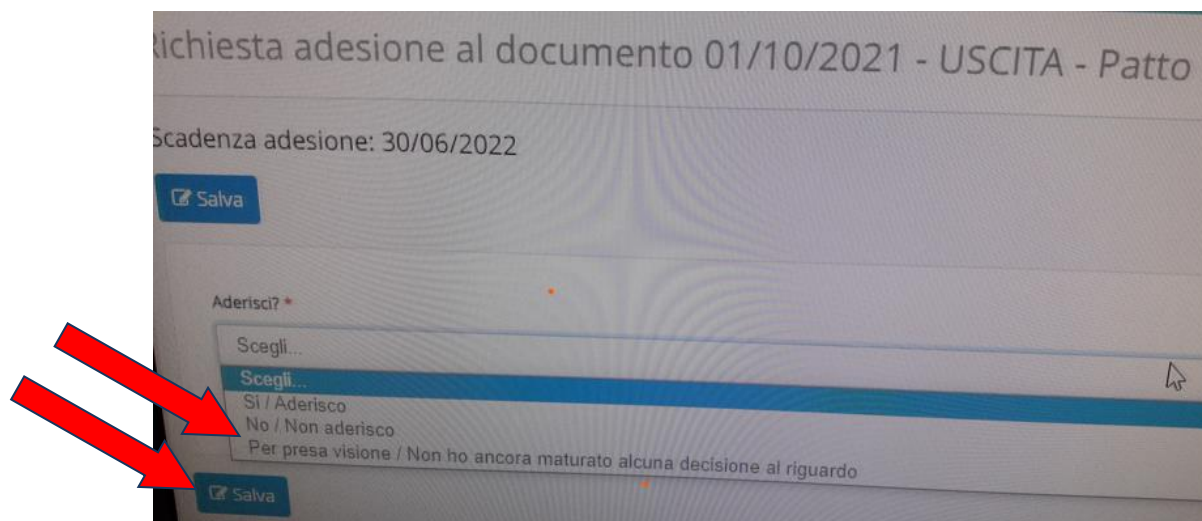 Richiesta adesione al documento 01/10/2021 - USCITA - Patto
Scadenza adesione: 30/06/2022
Salva
Aderisci? *
Scegli...
Scegli...
Si / Aderisco
No / Non aderisco
Per presa visione / Non ho ancora maturato alcuna decisione al riguardo
Salva